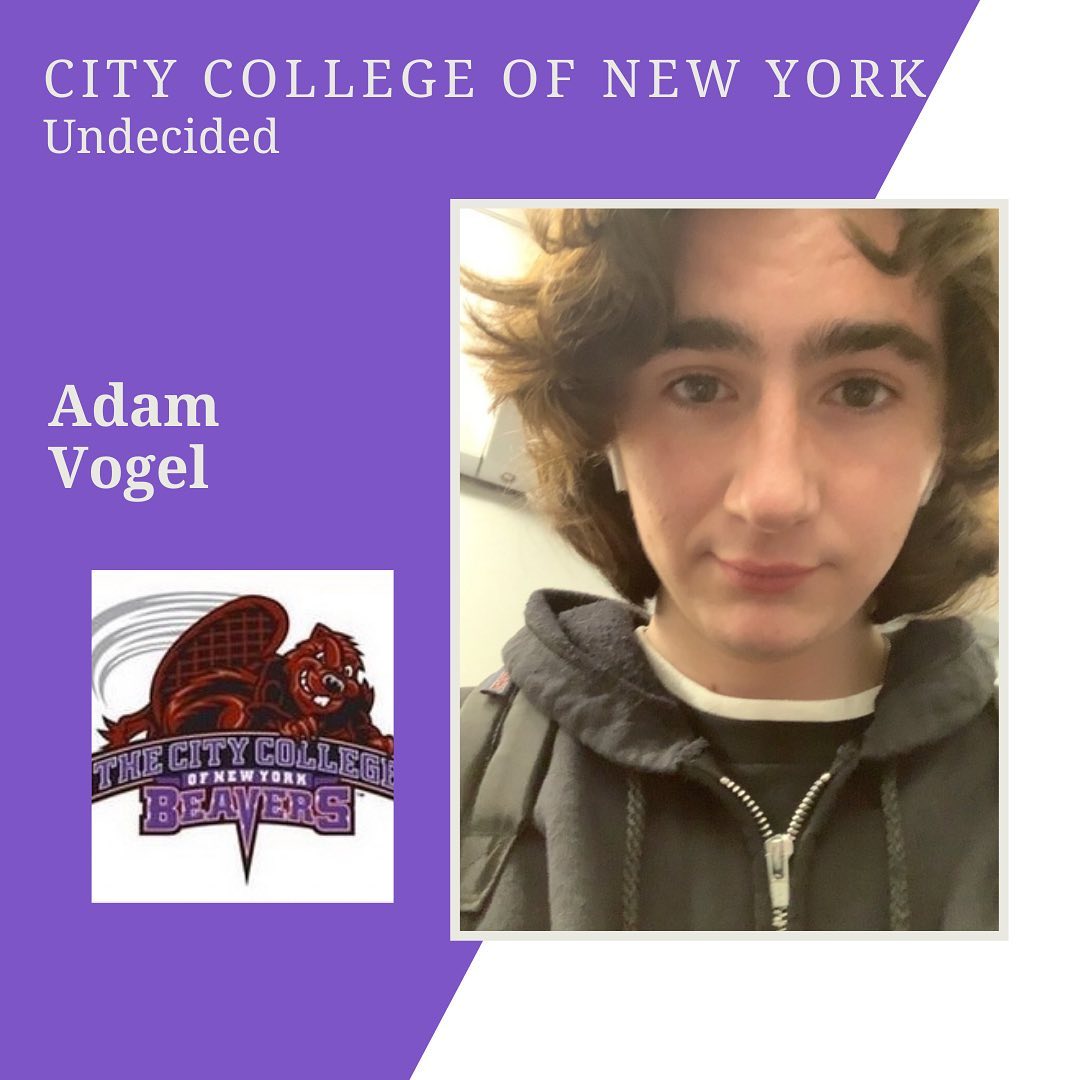 CITY COLLEGE OF NEW YORK
Undecided
Adam
Vogel
THE CITY COLLEGE
OF NEW YORK
BEAVERS